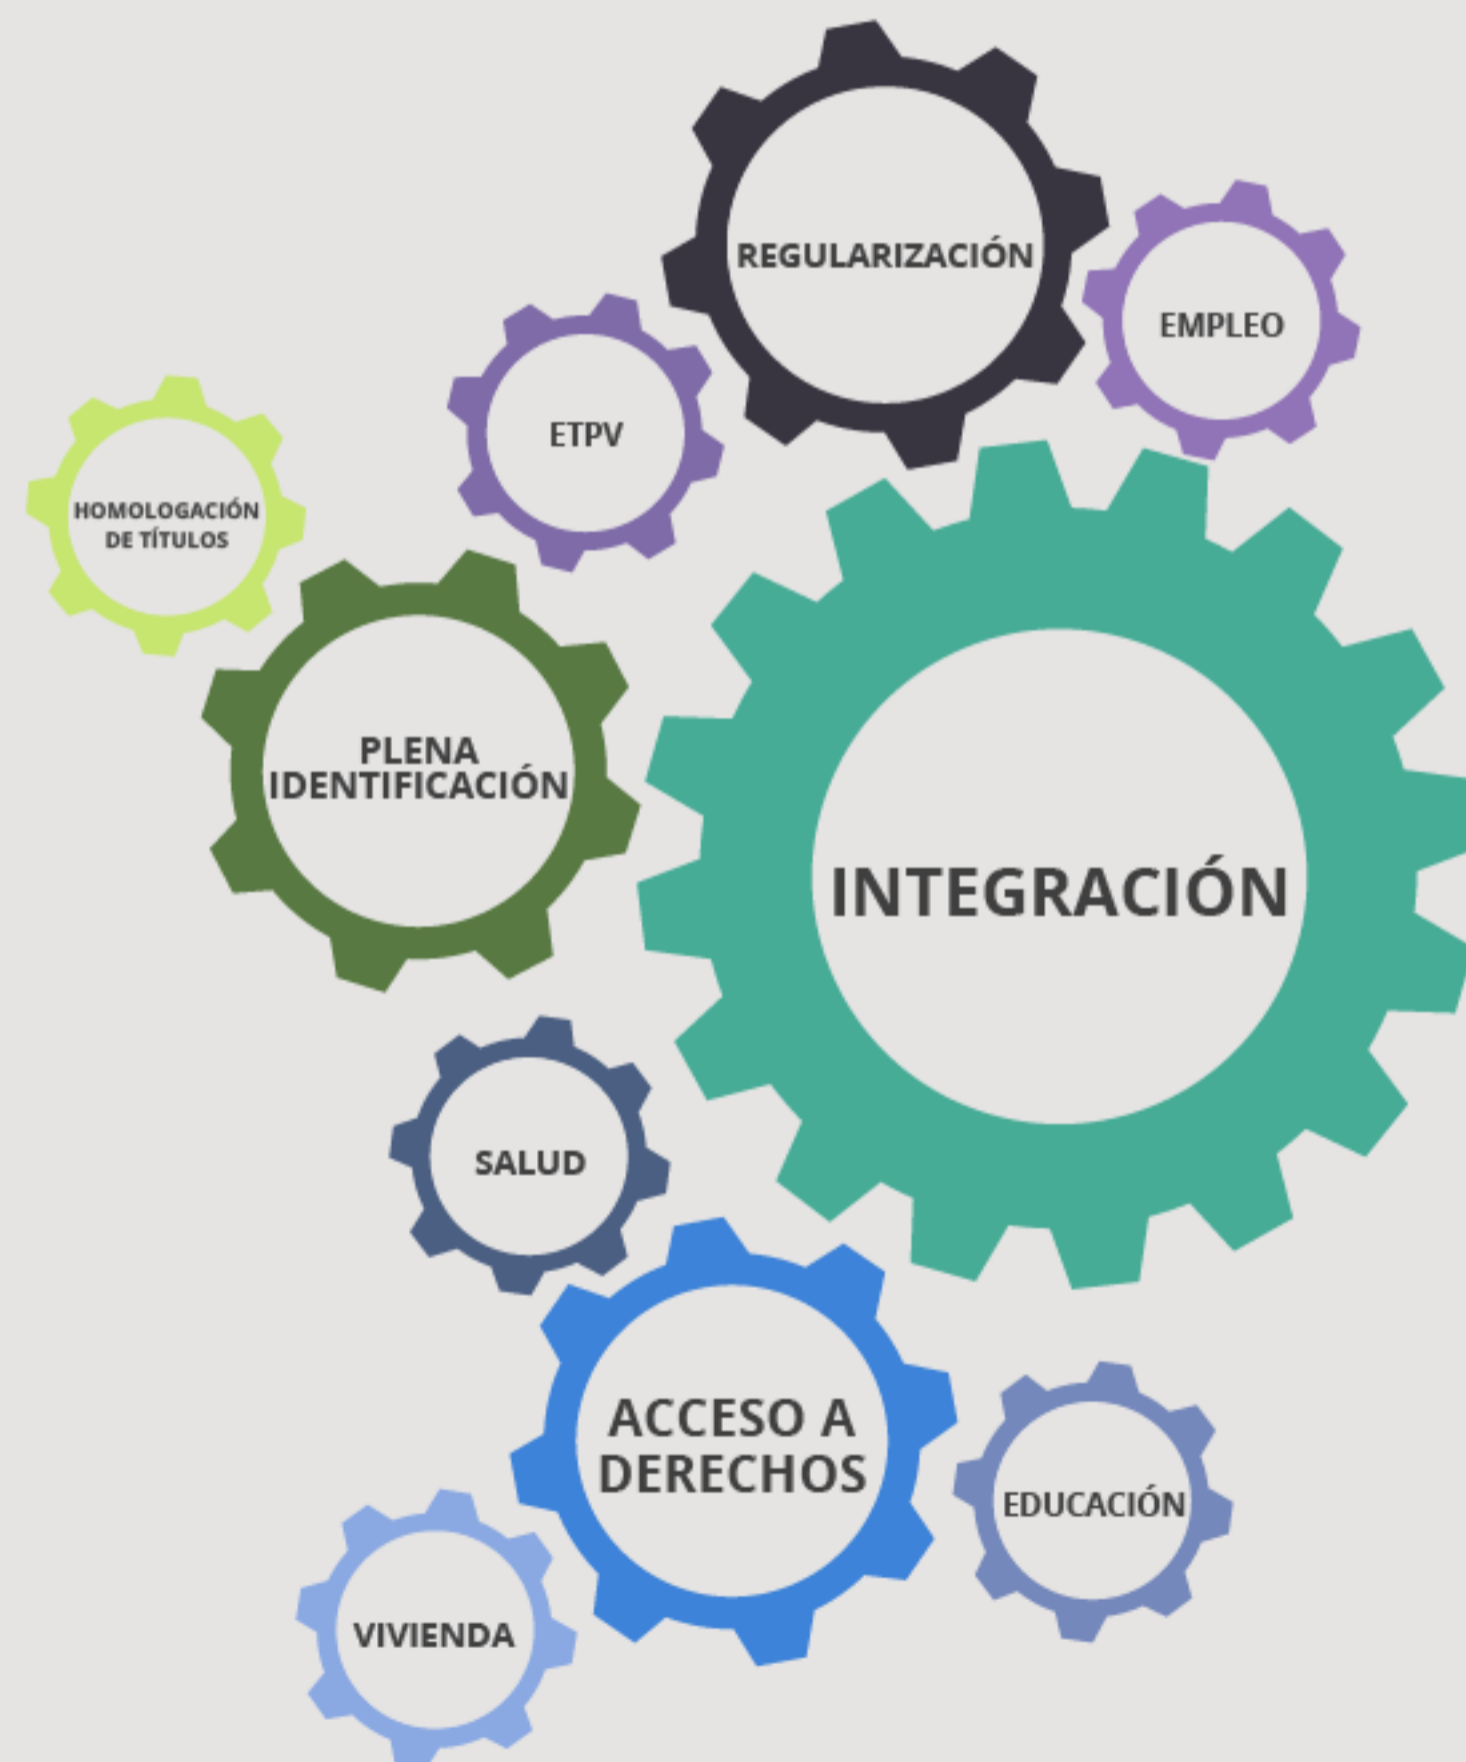 REGULARIZACIÓN
EMPLEO
ETPV
HOMOLOGACIÓN
DE TÍTULOS
PLENA
IDENTIFICACIÓN
INTEGRACIÓN
SALUD
ACCESO A
DERECHOS
EDUCACIÓN
VIVIENDA